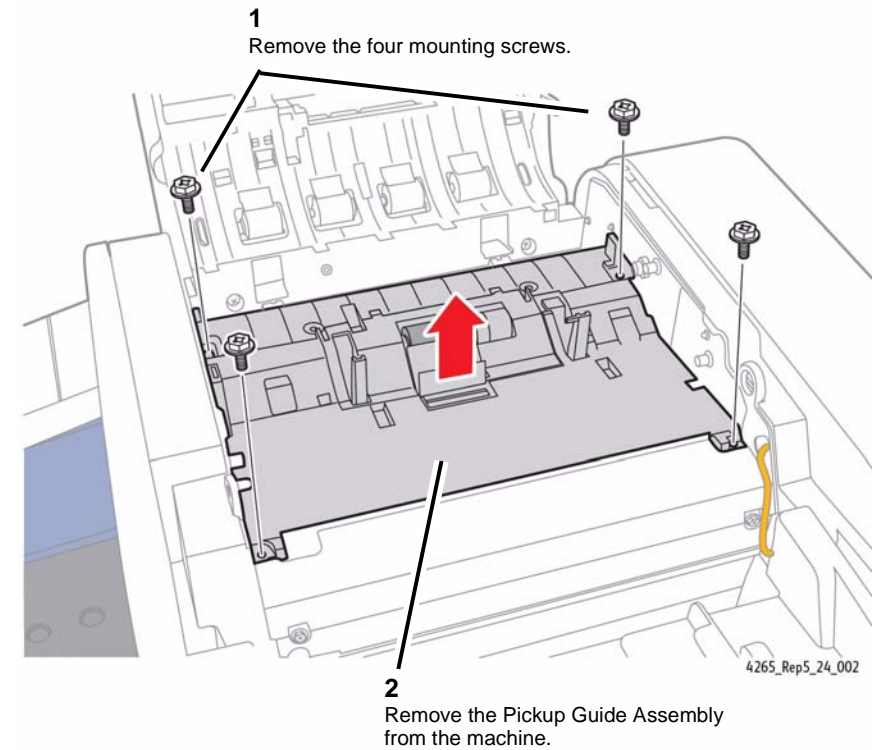 1
Remove the four mounting screws.
4265_Rep5_24_002
2
Remove the Pickup Guide Assembly
from the machine.